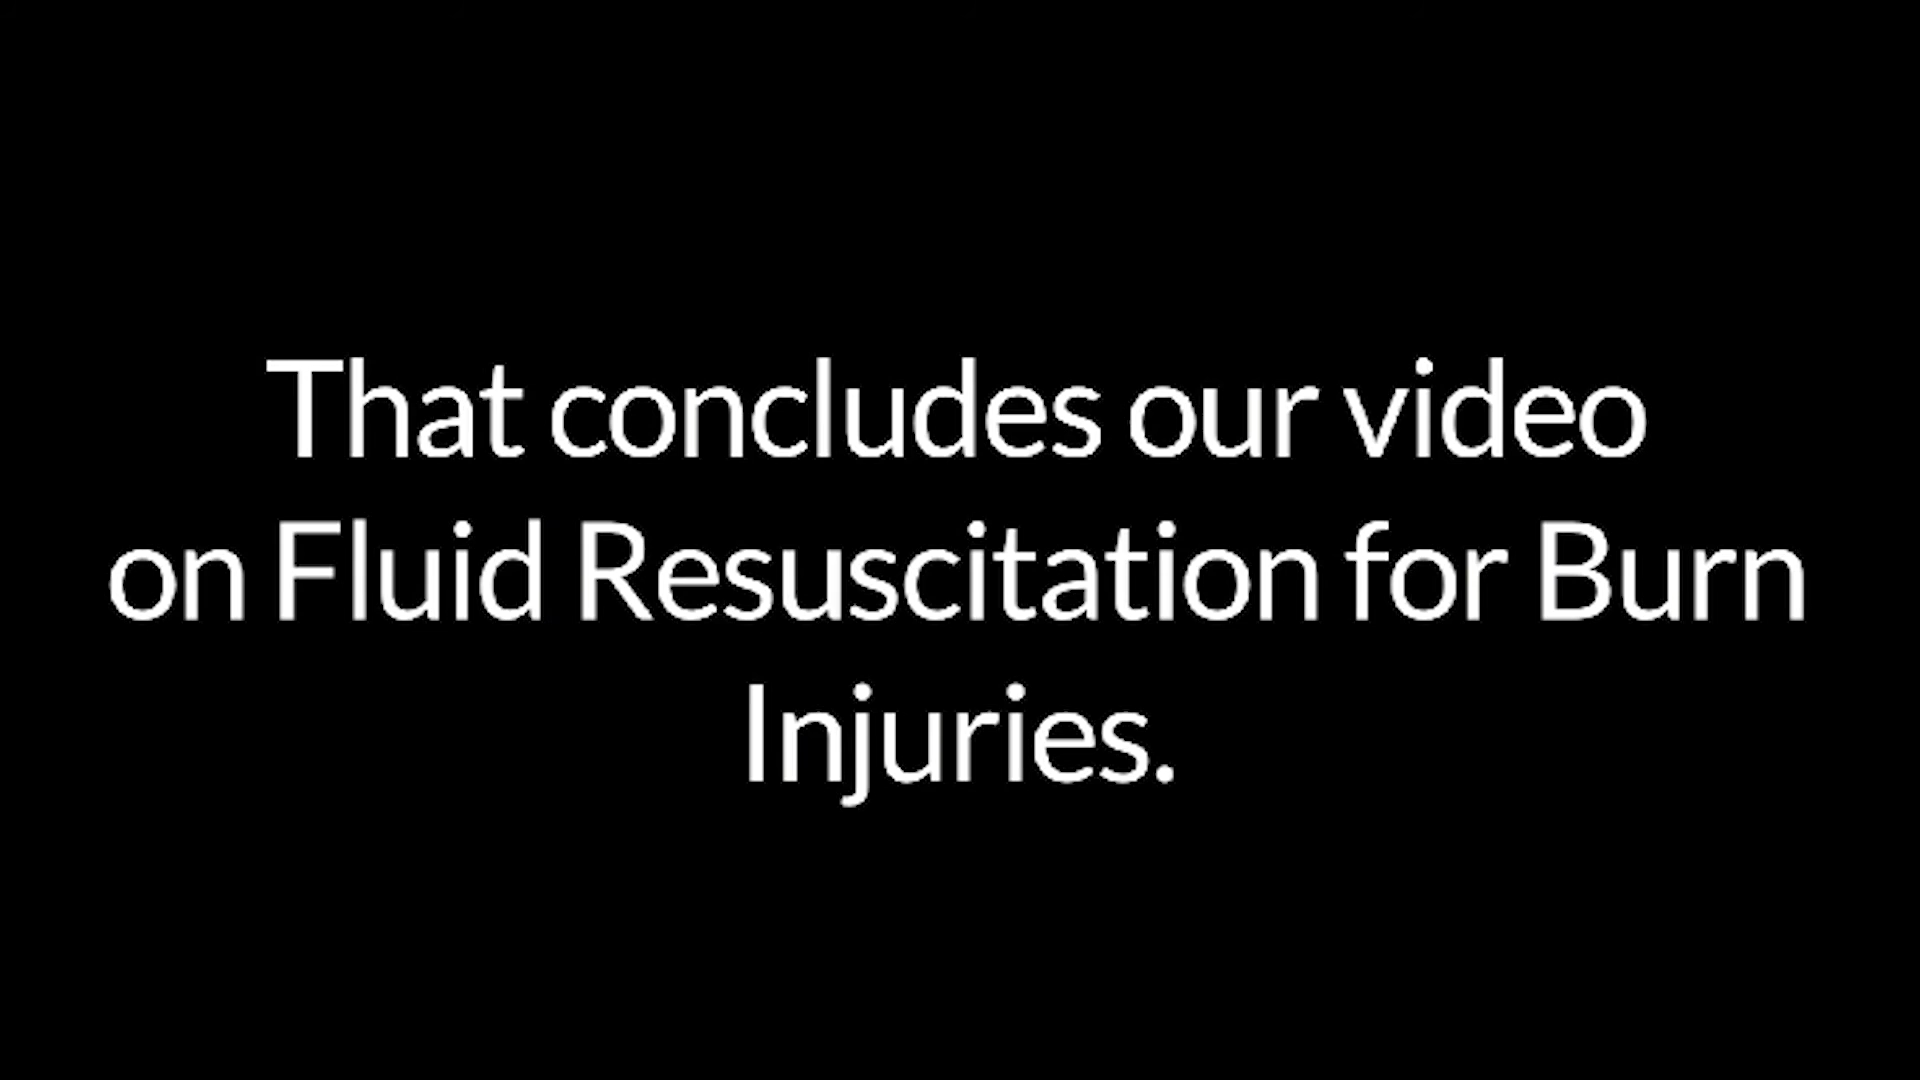 That concludes our video
on Fluid Resuscitation for Burn
Injuries.